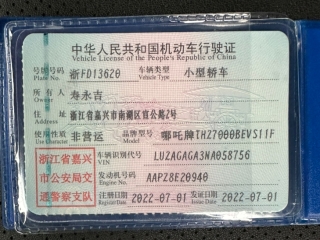 中华人民共和国机动车行驶证
Vehicle License of the People's Republic of China
号牌号码 浙FD13620 车辆类型 小型轿车
Plate No. Vehicle Type
所有人 寿永吉
Owner
住址 浙江省嘉兴市南湖区宜公路2号
Address
使用性质 非营运 品牌型号 哪吒牌THZ7000BEVS11F
Use Character Model
浙江省嘉兴市公安局交通警察支队
车辆识别代号 LUZAGAGA3NA058756
VIN
发动机号码 AAPZ8E20940
Engine No.
注册日期 2022-07-01 发证日期 2022-07-01
Register Date Issue Date